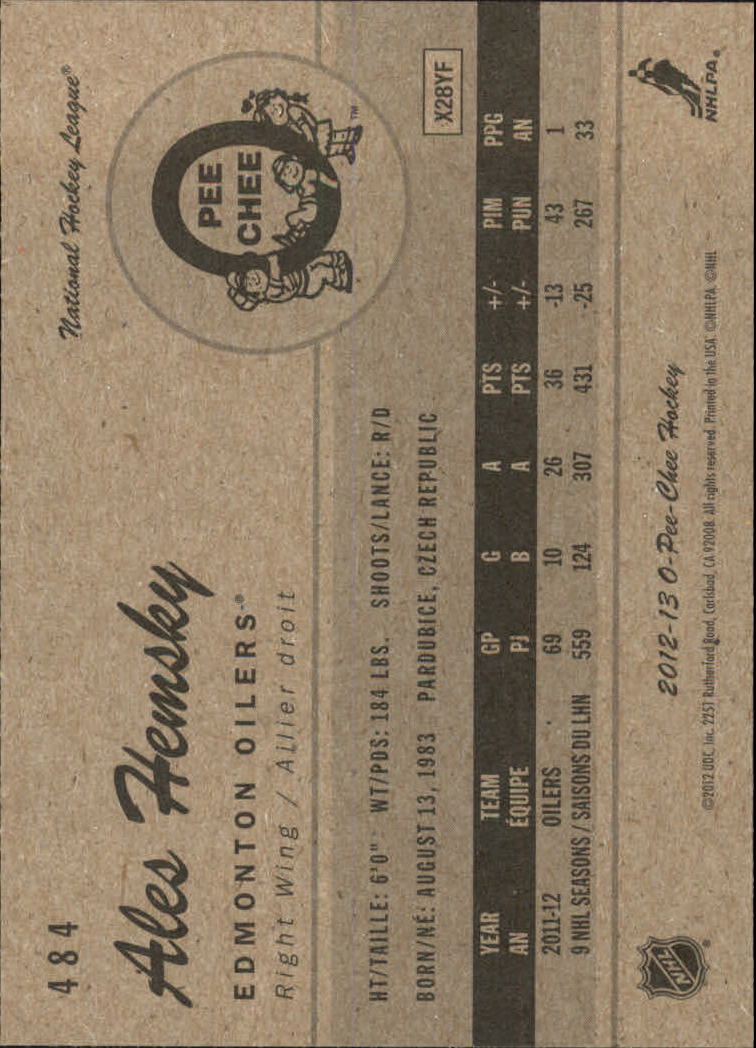 484
National Hockey League®
Ales Hemsky
EDMONTON OILERS®
Right Wing / Ailier droit
PEE
CHEE
TM
HT/TAILLE: 6'0" WT/PDS: 184 LBS. SHOOTS/LANCE: R/D
BORN/NÉ: AUGUST 13, 1983 PARDUBICE, CZECH REPUBLIC
X28YF
YEAR TEAM GP G A PTS +/- PIM PPG
AN ÉQUIPE PJ B A PTS +/- PUN AN
2011-12 OILERS 69 10 26 36 -13 43 1
9 NHL SEASONS / SAISONS DU LHN 559 124 307 431 -25 267 33
NHL®
2012-13 O-Pee-Chee Hockey
©2012 UDC, Inc. 2251 Rutherford Road, Carlsbad, CA 92008. All rights reserved. Printed in the USA. ©NHLPA. ©NHL
NHLPA®